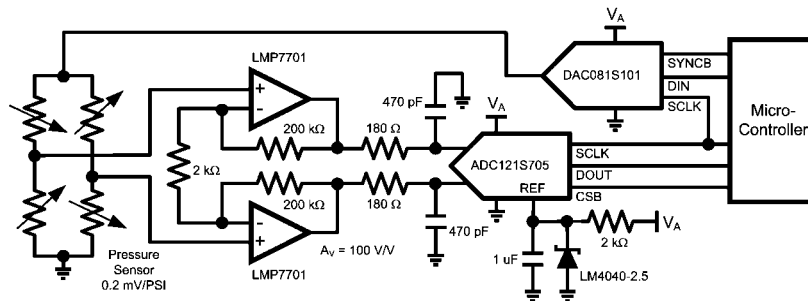 LMP7701
V_A
DAC081S101
SYNCB
DIN
SCLK
Micro-
Controller
470 pF
V_A
200 kΩ
180 Ω
2 kΩ
ADC121S705
SCLK
DOUT
CSB
REF
200 kΩ
180 Ω
470 pF
V_A
2 kΩ
Pressure
Sensor
0.2 mV/PSI
A_V = 100 V/V
LMP7701
1 uF
LM4040-2.5
+
-
-
+